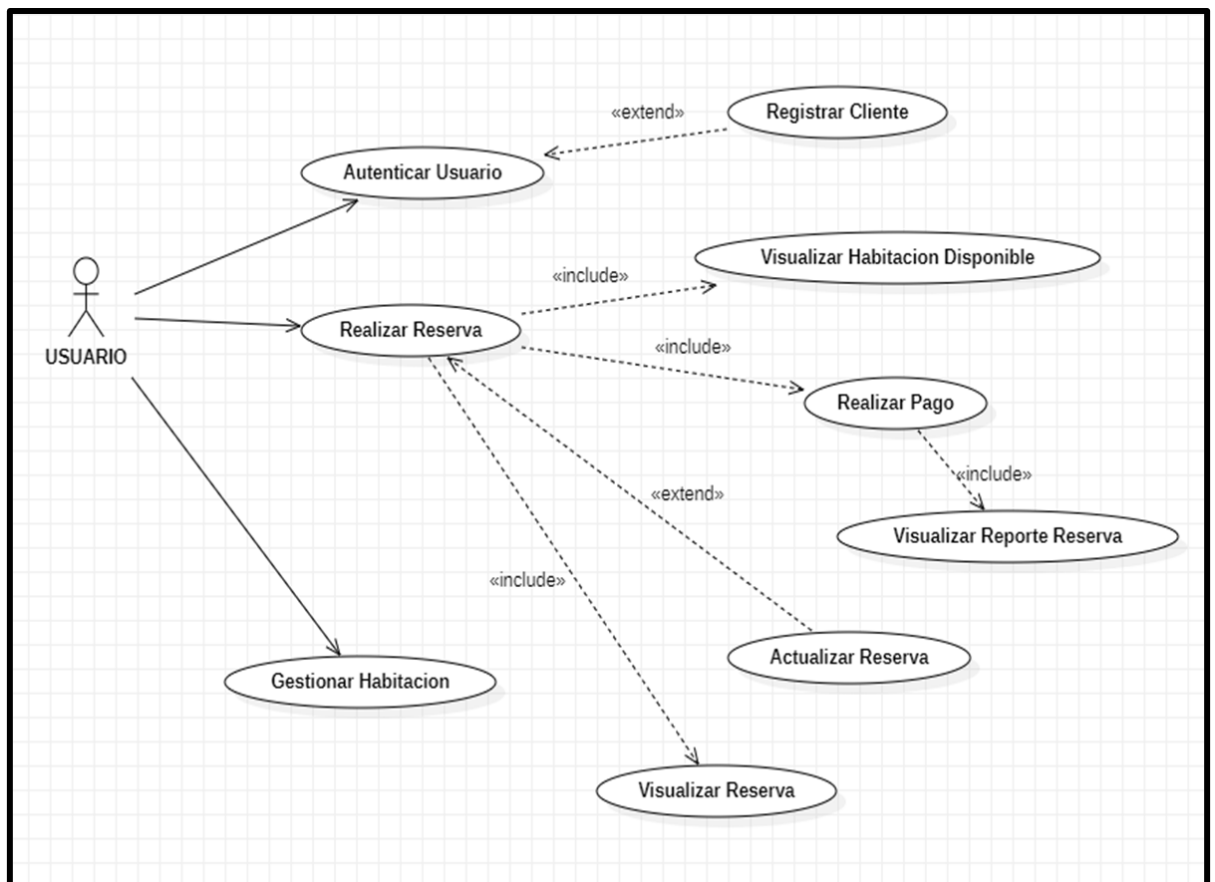 «extend»
Registrar Cliente
Autenticar Usuario
Visualizar Habitacion Disponible
«include»
Realizar Reserva
USUARIO
«include»
Realizar Pago
«include»
«extend»
Visualizar Reporte Reserva
«include»
Actualizar Reserva
Gestionar Habitacion
Visualizar Reserva